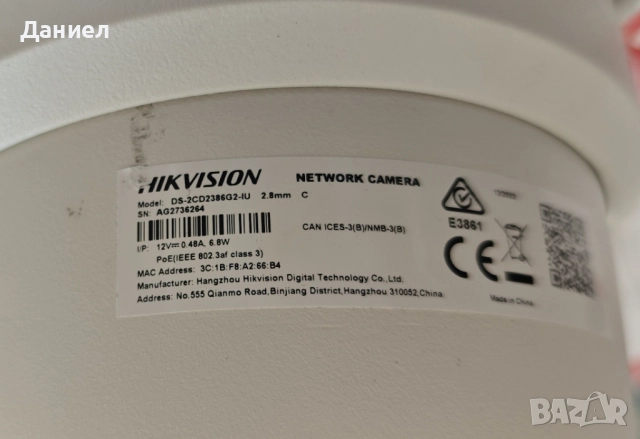 Даниел
HIKVISION NETWORK CAMERA
Model: DS-2CD2386G2-IU 2.8mm C
SN: AG2736264
CAN ICES-3(B)/NMB-3(B)
E3861
I/P: 12V⎓0.48A, 6.8W
PoE(IEEE 802.3af class 3)
MAC Address: 3C:1B:F8:A2:66:B4
Manufacturer: Hangzhou Hikvision Digital Technology Co.,Ltd.
Address: No.555 Qianmo Road,Binjiang District,Hangzhou 310052,China
CE
Made in China
BAZAR